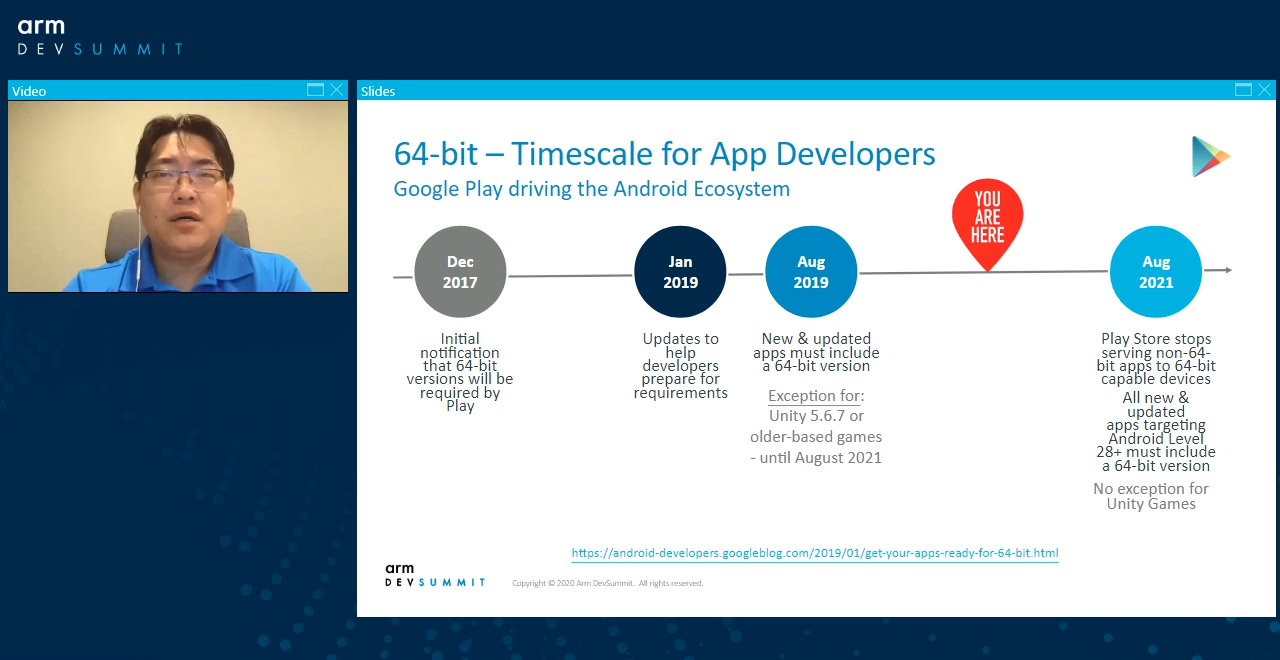 arm
DEVSUMMIT
Video
Slides
64-bit – Timescale for App Developers
Google Play driving the Android Ecosystem
YOU
ARE
HERE
Dec
2017
Jan
2019
Aug
2019
Aug
2021
Initial
notification
that 64-bit
versions will be
required by
Play
Updates to
help
developers
prepare for
requirements
New & updated
apps must include
a 64-bit version
Exception for:
Unity 5.6.7 or
older-based games
- until August 2021
Play Store stops
serving non-64-
bit apps to 64-bit
capable devices
All new &
updated
apps targeting
Android Level
28+ must include
a 64-bit version
No exception for
Unity Games
https://android-developers.googleblog.com/2019/01/get-your-apps-ready-for-64-bit.html
arm
DEVSUMMIT
Copyright © 2020 Arm DevSummit. All rights reserved.